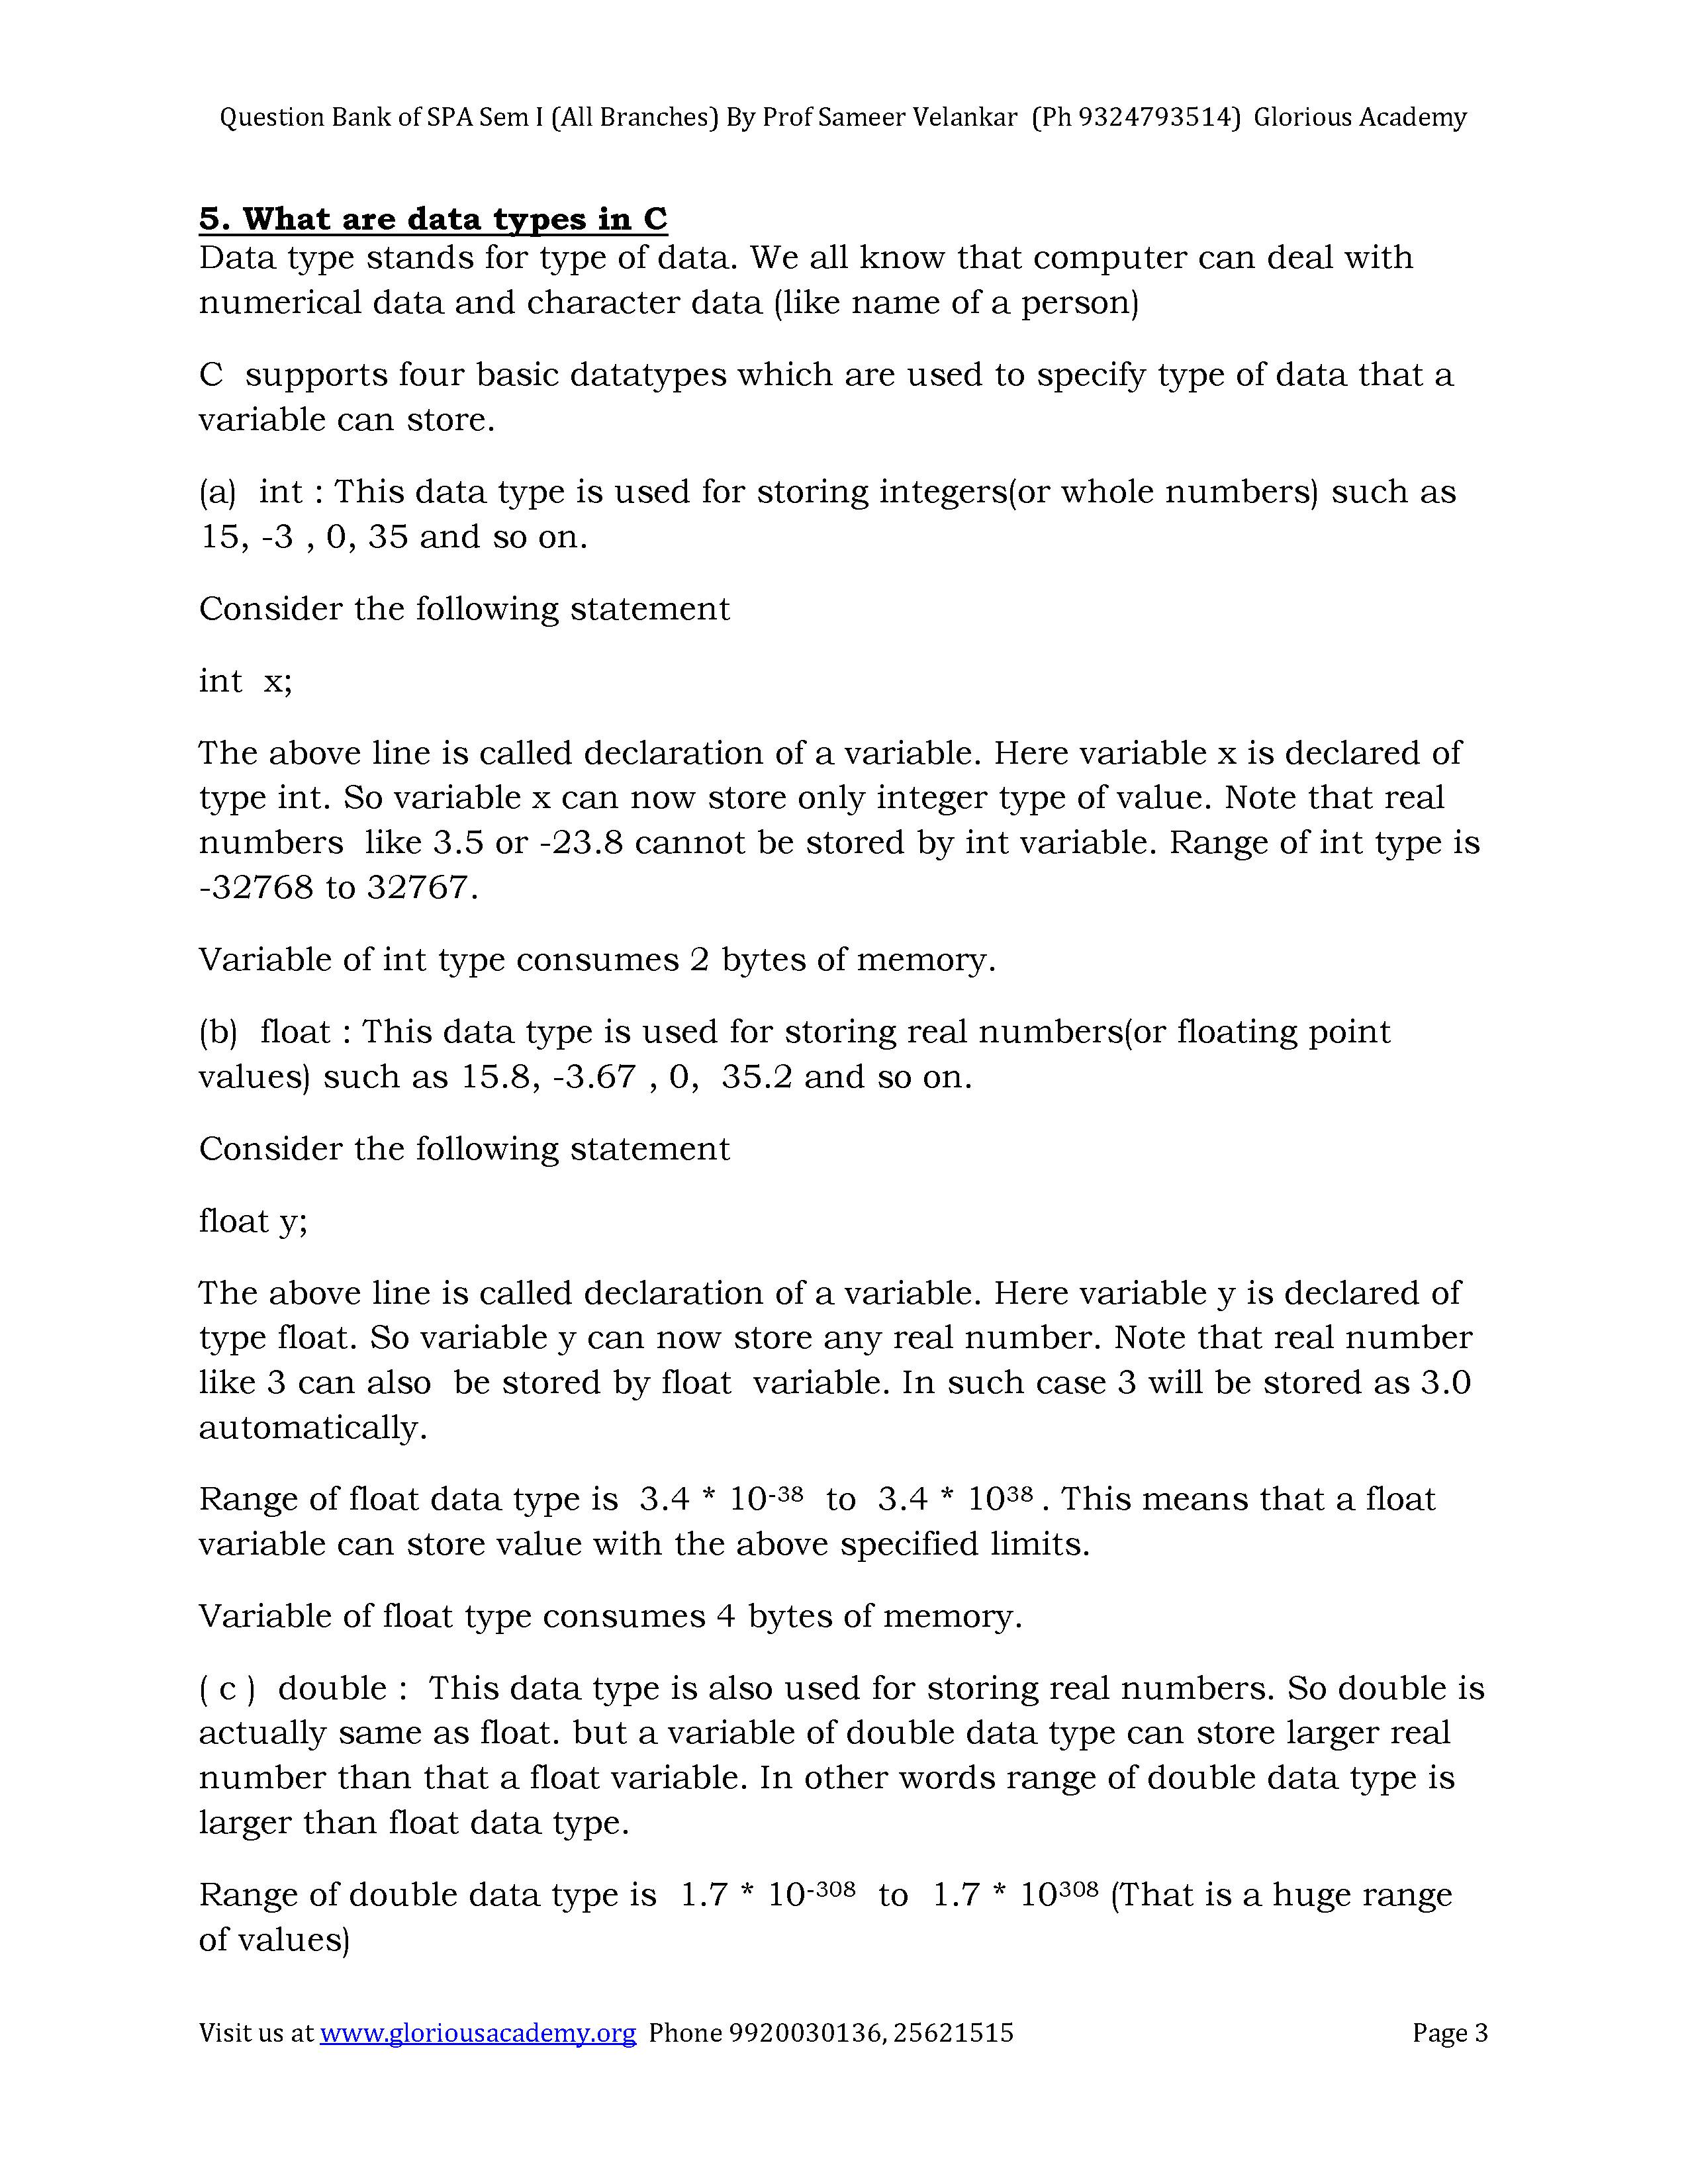 Question Bank of SPA Sem I (All Branches) By Prof Sameer Velankar (Ph 9324793514) Glorious Academy
5. What are data types in C
Data type stands for type of data. We all know that computer can deal with
numerical data and character data (like name of a person)
C supports four basic datatypes which are used to specify type of data that a
variable can store.
(a) int : This data type is used for storing integers(or whole numbers) such as
15, -3 , 0, 35 and so on.
Consider the following statement
int x;
The above line is called declaration of a variable. Here variable x is declared of
type int. So variable x can now store only integer type of value. Note that real
numbers like 3.5 or -23.8 cannot be stored by int variable. Range of int type is
-32768 to 32767.
Variable of int type consumes 2 bytes of memory.
(b) float : This data type is used for storing real numbers(or floating point
values) such as 15.8, -3.67 , 0, 35.2 and so on.
Consider the following statement
float y;
The above line is called declaration of a variable. Here variable y is declared of
type float. So variable y can now store any real number. Note that real number
like 3 can also be stored by float variable. In such case 3 will be stored as 3.0
automatically.
Range of float data type is 3.4 * 10⁻³⁸ to 3.4 * 10³⁸ . This means that a float
variable can store value with the above specified limits.
Variable of float type consumes 4 bytes of memory.
( c ) double : This data type is also used for storing real numbers. So double is
actually same as float. but a variable of double data type can store larger real
number than that a float variable. In other words range of double data type is
larger than float data type.
Range of double data type is 1.7 * 10⁻³⁰⁸ to 1.7 * 10³⁰⁸ (That is a huge range
of values)
Visit us at www.gloriousacademy.org Phone 9920030136, 25621515 Page 3